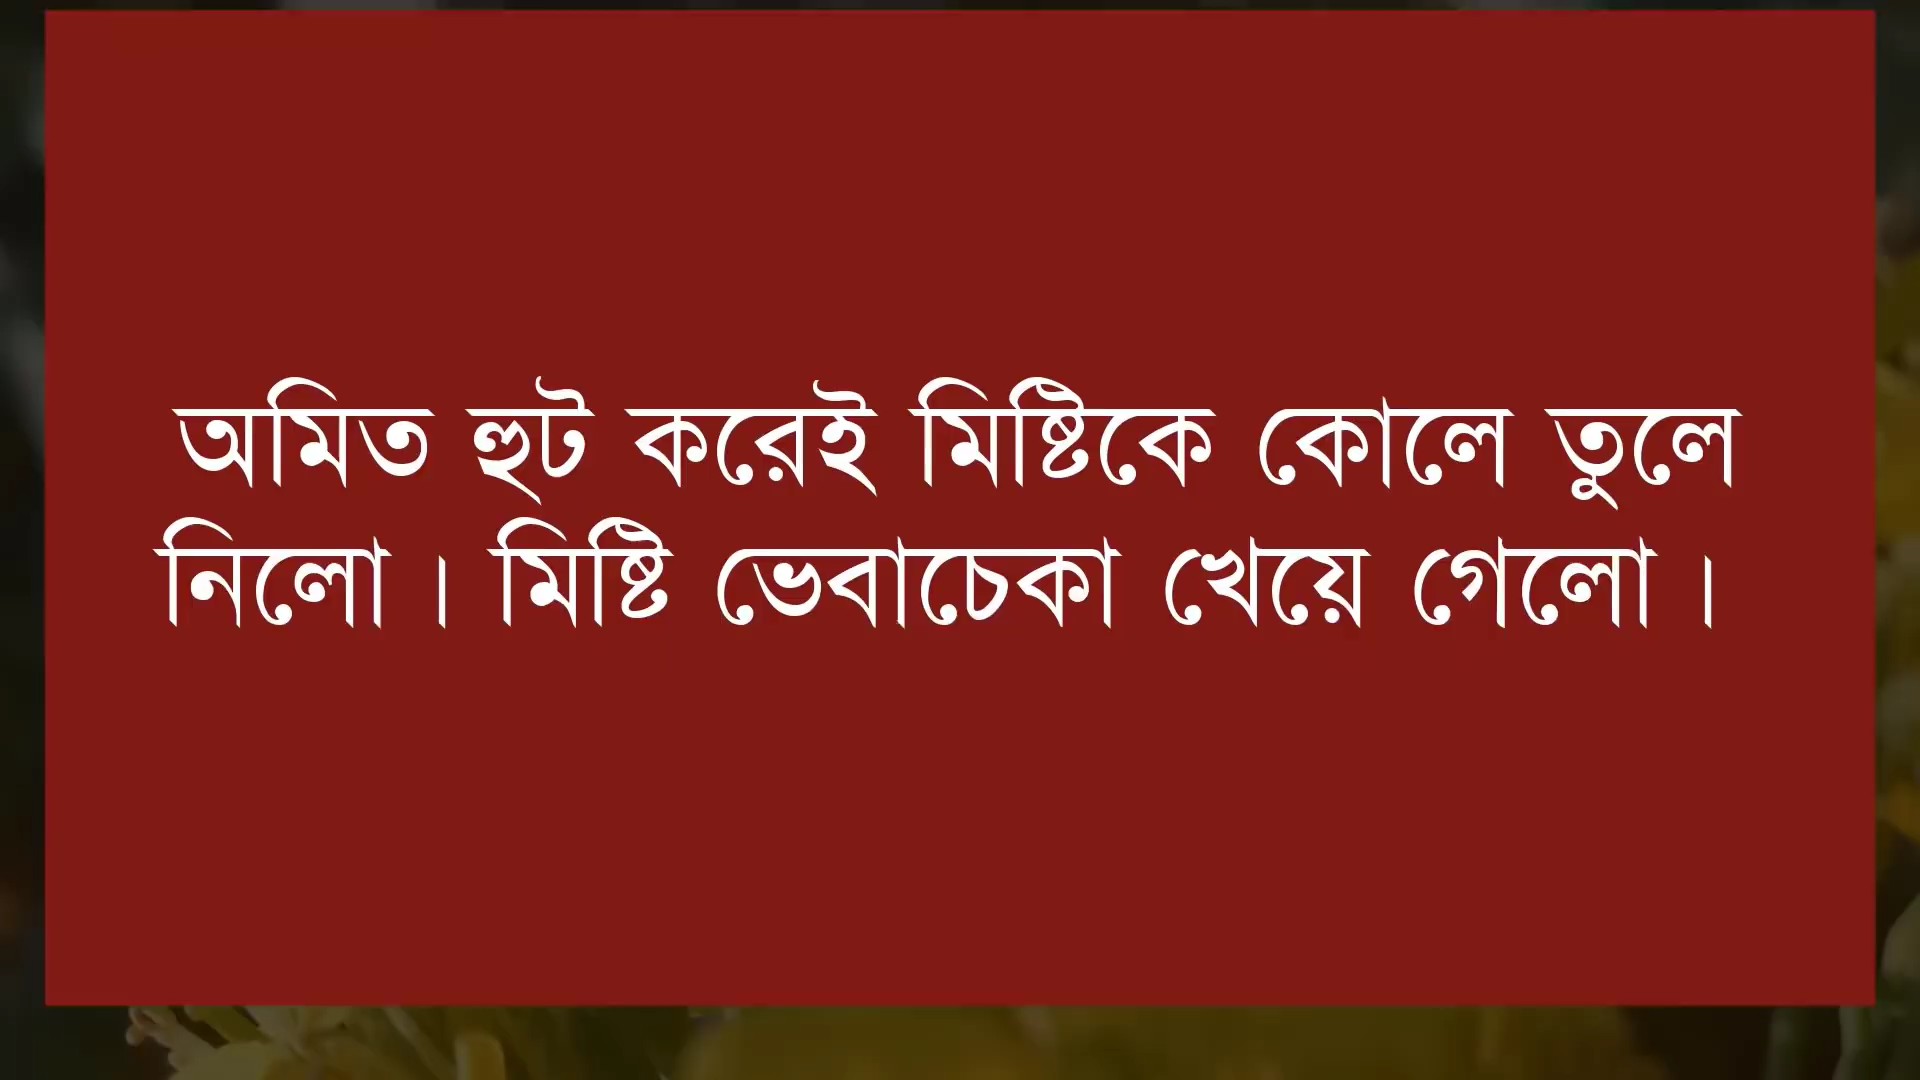 অমিত হুট করেই মিষ্টিকে কোলে তুলে
নিলো। মিষ্টি ভেবাচেকা খেয়ে গেলো।